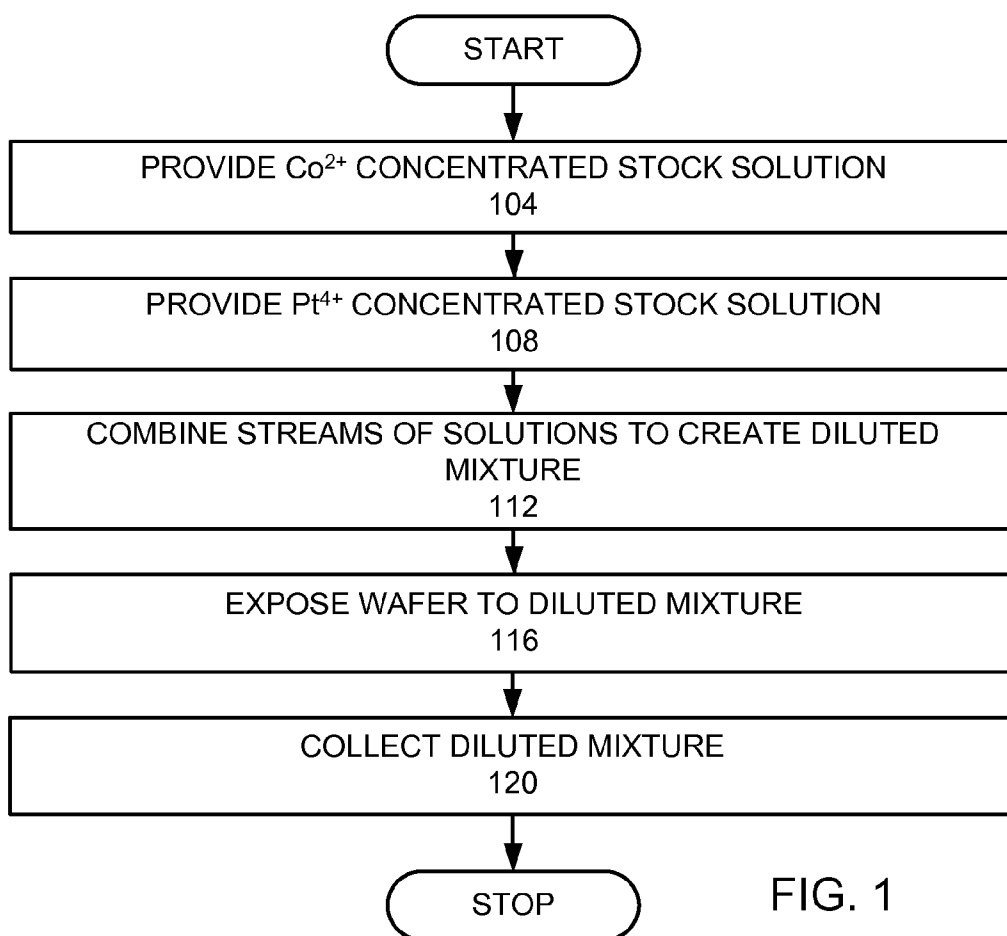 START
PROVIDE Co²⁺ CONCENTRATED STOCK SOLUTION
104
PROVIDE Pt⁴⁺ CONCENTRATED STOCK SOLUTION
108
COMBINE STREAMS OF SOLUTIONS TO CREATE DILUTED
MIXTURE
112
EXPOSE WAFER TO DILUTED MIXTURE
116
COLLECT DILUTED MIXTURE
120
STOP
FIG. 1